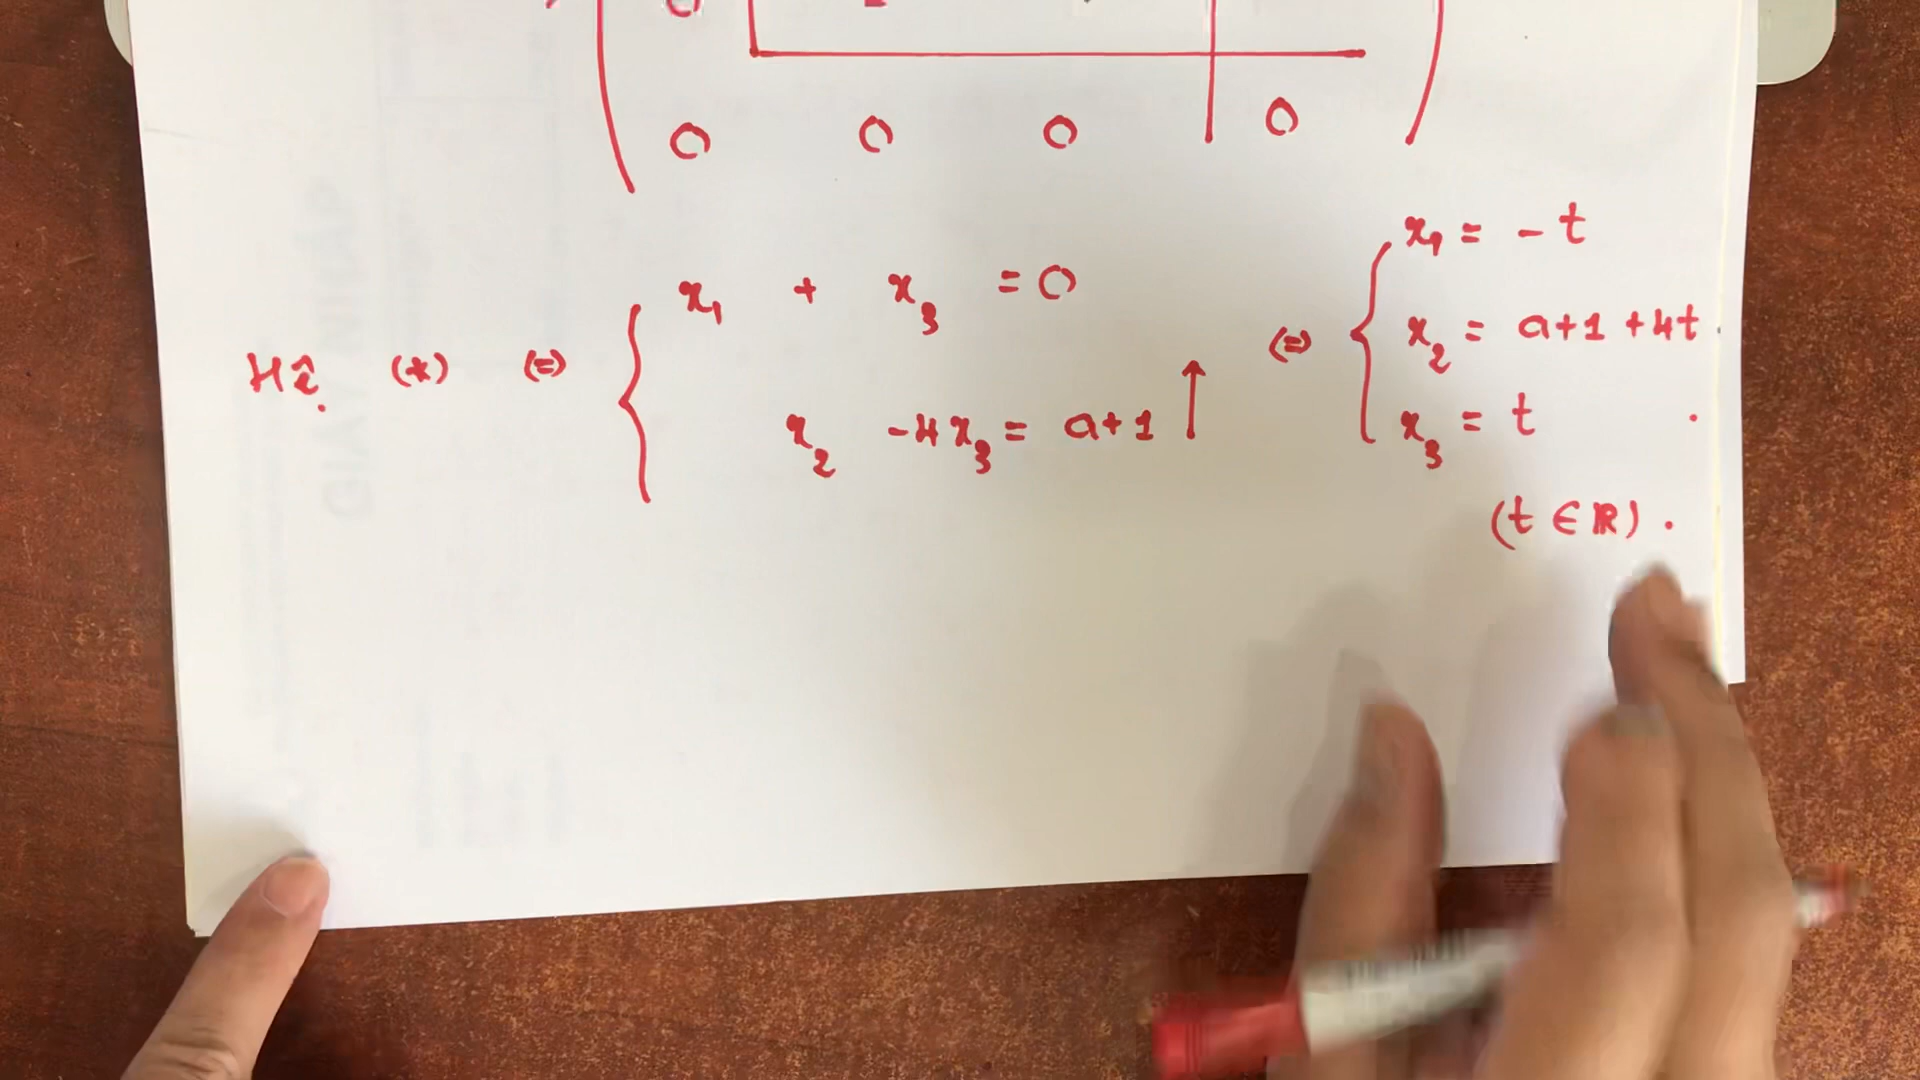 0 0 0 | 0
x₁ + x₃ = 0
x₂ - 4x₃ = a+1
Hệ (*) ⇔
⇔
x₁ = - t
x₂ = a+1 +4t
x₃ = t
(t ∈ ℝ).